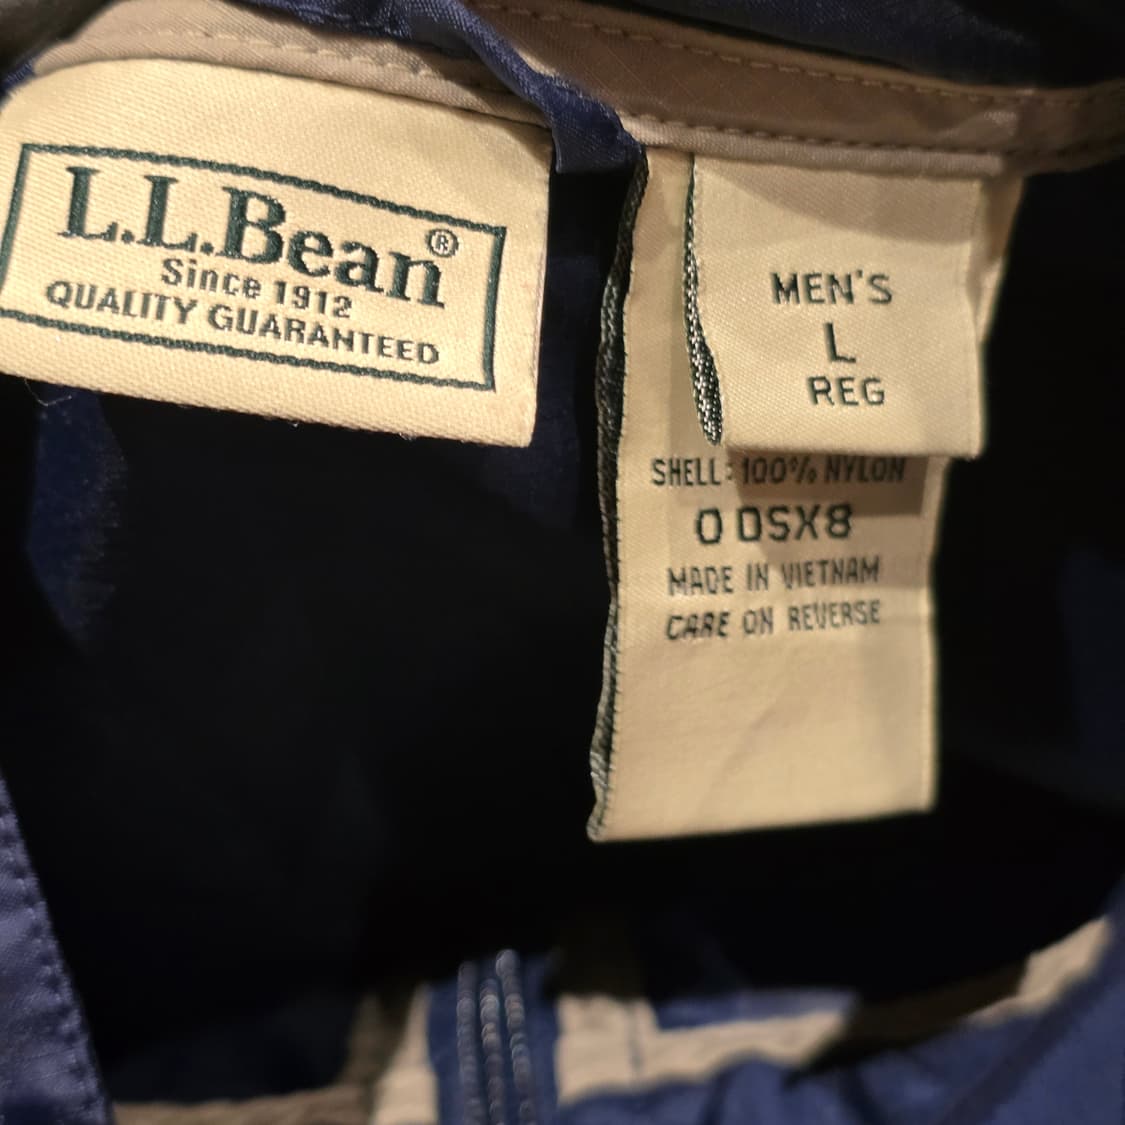 L.L.Bean®
Since 1912
QUALITY GUARANTEED
MEN'S
L
REG
SHELL: 100% NYLON
0 DSX8
MADE IN VIETNAM
CARE ON REVERSE